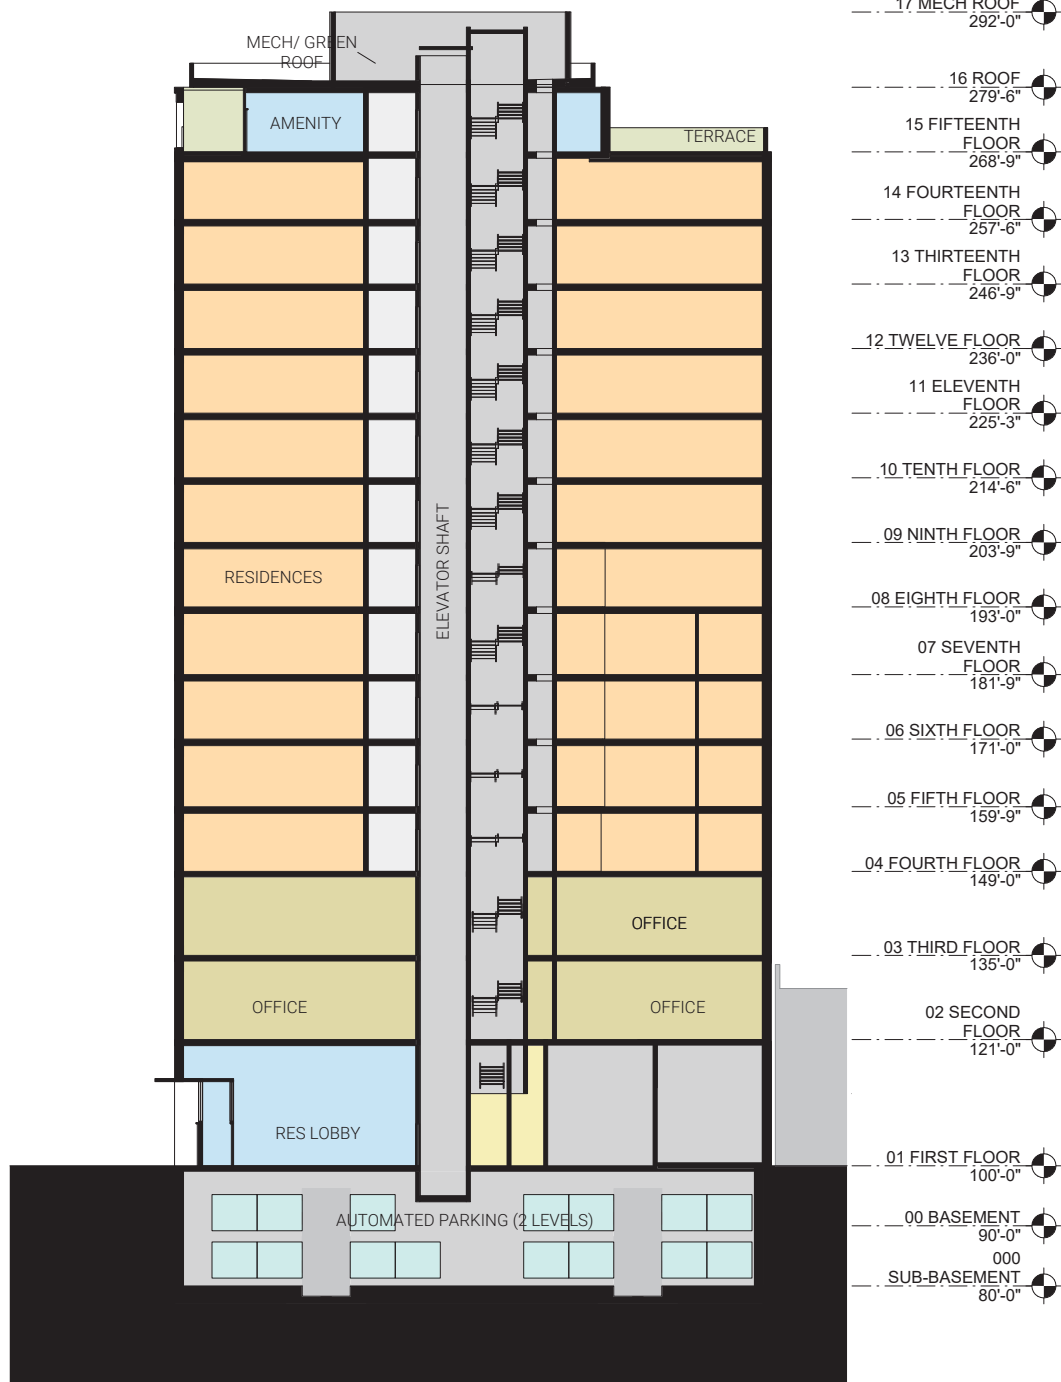 17 MECH ROOF
292'-0"
MECH/ GREEN
ROOF
16 ROOF
279'-6"
AMENITY
TERRACE
15 FIFTEENTH
FLOOR
268'-9"
14 FOURTEENTH
FLOOR
257'-6"
13 THIRTEENTH
FLOOR
246'-9"
12 TWELVE FLOOR
236'-0"
11 ELEVENTH
FLOOR
225'-3"
10 TENTH FLOOR
214'-6"
ELEVATOR SHAFT
09 NINTH FLOOR
203'-9"
RESIDENCES
08 EIGHTH FLOOR
193'-0"
07 SEVENTH
FLOOR
181'-9"
06 SIXTH FLOOR
171'-0"
05 FIFTH FLOOR
159'-9"
04 FOURTH FLOOR
149'-0"
OFFICE
03 THIRD FLOOR
135'-0"
OFFICE
OFFICE
02 SECOND
FLOOR
121'-0"
RES LOBBY
01 FIRST FLOOR
100'-0"
AUTOMATED PARKING (2 LEVELS)
00 BASEMENT
90'-0"
000
SUB-BASEMENT
80'-0"